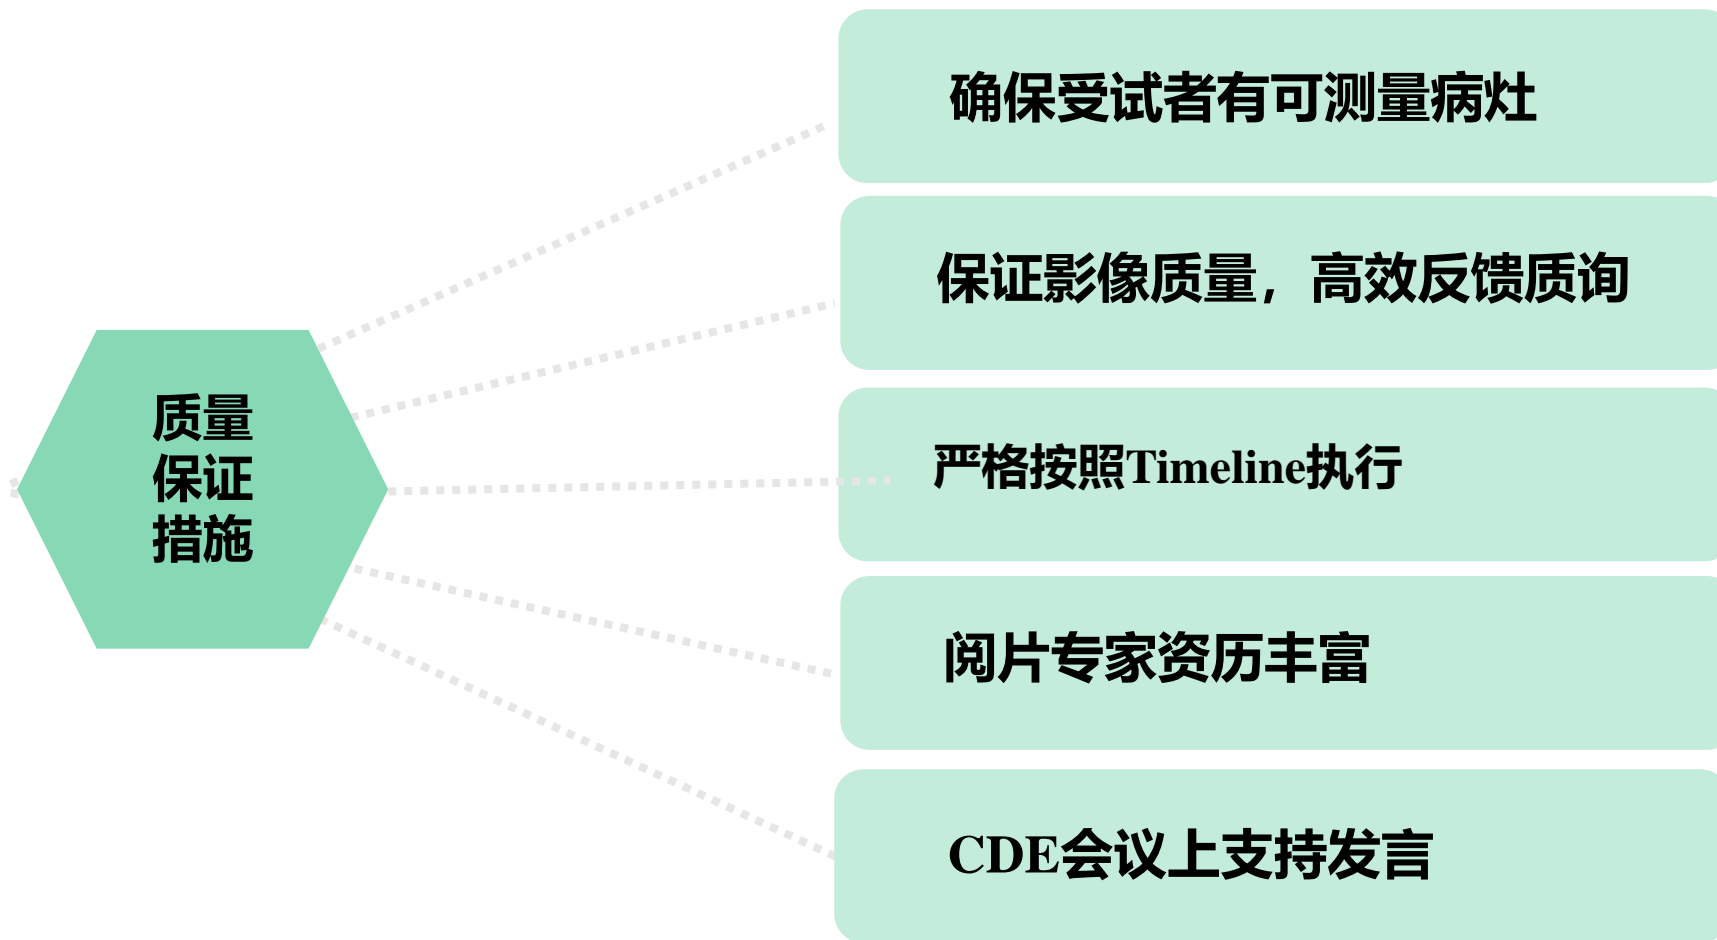 质量
保证
措施
确保受试者有可测量病灶
保证影像质量，高效反馈质询
严格按照Timeline执行
阅片专家资历丰富
CDE会议上支持发言